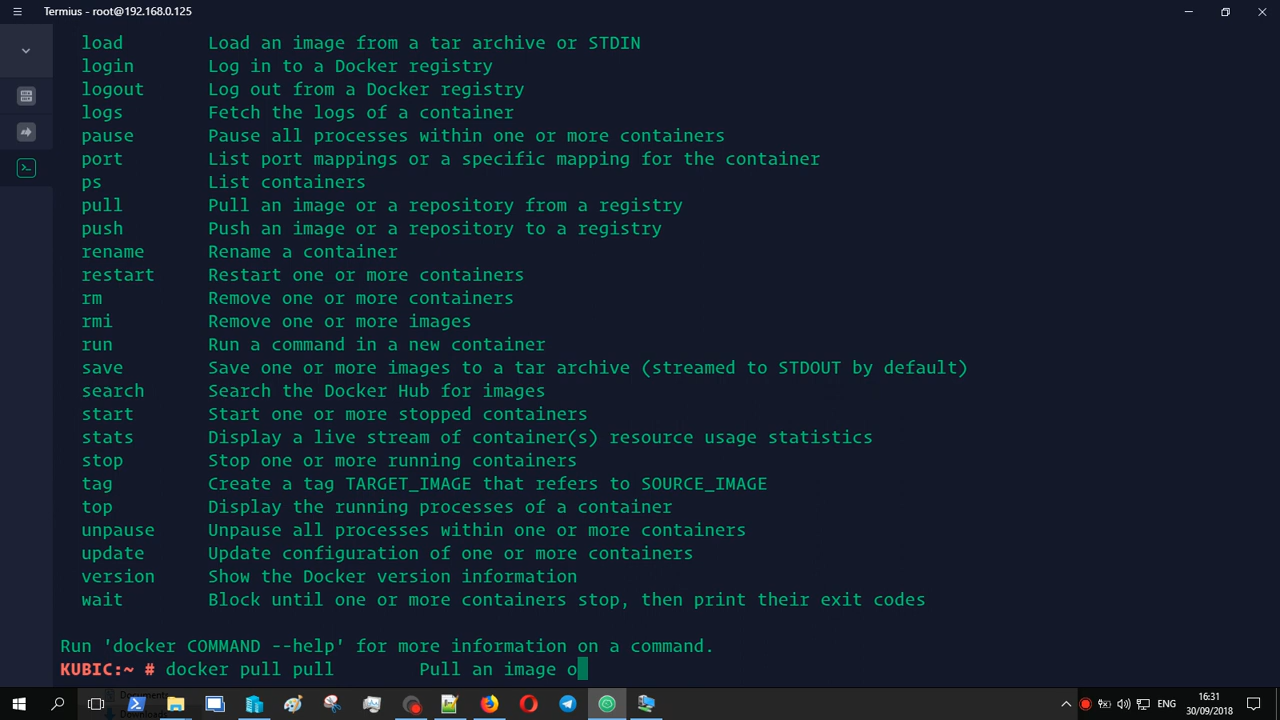 Termius - root@192.168.0.125
load Load an image from a tar archive or STDIN
login Log in to a Docker registry
logout Log out from a Docker registry
logs Fetch the logs of a container
pause Pause all processes within one or more containers
port List port mappings or a specific mapping for the container
ps List containers
pull Pull an image or a repository from a registry
push Push an image or a repository to a registry
rename Rename a container
restart Restart one or more containers
rm Remove one or more containers
rmi Remove one or more images
run Run a command in a new container
save Save one or more images to a tar archive (streamed to STDOUT by default)
search Search the Docker Hub for images
start Start one or more stopped containers
stats Display a live stream of container(s) resource usage statistics
stop Stop one or more running containers
tag Create a tag TARGET_IMAGE that refers to SOURCE_IMAGE
top Display the running processes of a container
unpause Unpause all processes within one or more containers
update Update configuration of one or more containers
version Show the Docker version information
wait Block until one or more containers stop, then print their exit codes
Run 'docker COMMAND --help' for more information on a command.
KUBIC:~ # docker pull pull Pull an image o
Documents
ENG
16:31
30/09/2018